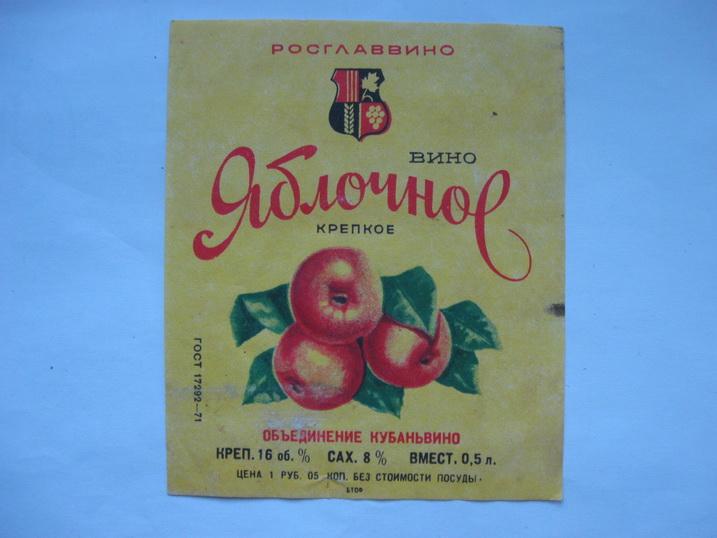 РОСГЛАВВИНО
ВИНО
Яблочное
КРЕПКОЕ
ГОСТ 17292—71
ОБЪЕДИНЕНИЕ КУБАНЬВИНО
КРЕП. 16 об. % САХ. 8 % ВМЕСТ. 0,5 л.
ЦЕНА 1 РУБ. 05 КОП. БЕЗ СТОИМОСТИ ПОСУДЫ.
БТОФ